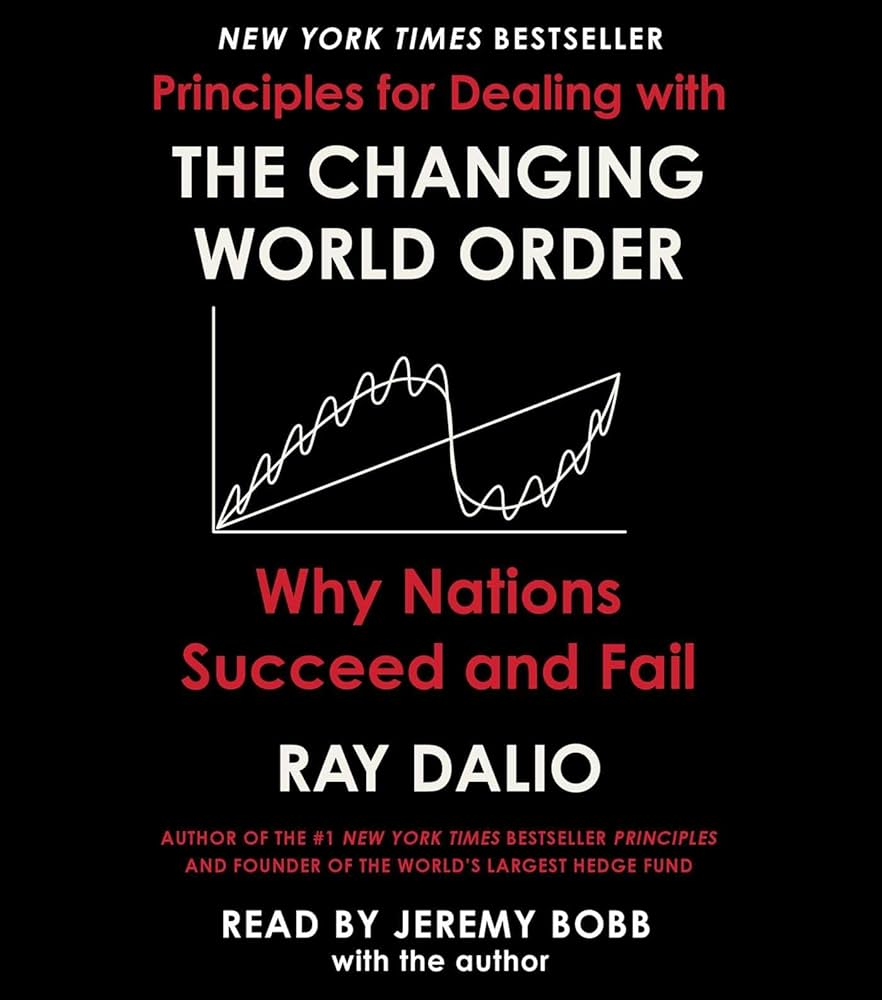 NEW YORK TIMES BESTSELLER
Principles for Dealing with
THE CHANGING
WORLD ORDER
Why Nations
Succeed and Fail
RAY DALIO
AUTHOR OF THE #1 NEW YORK TIMES BESTSELLER PRINCIPLES
AND FOUNDER OF THE WORLD'S LARGEST HEDGE FUND
READ BY JEREMY BOBB
with the author